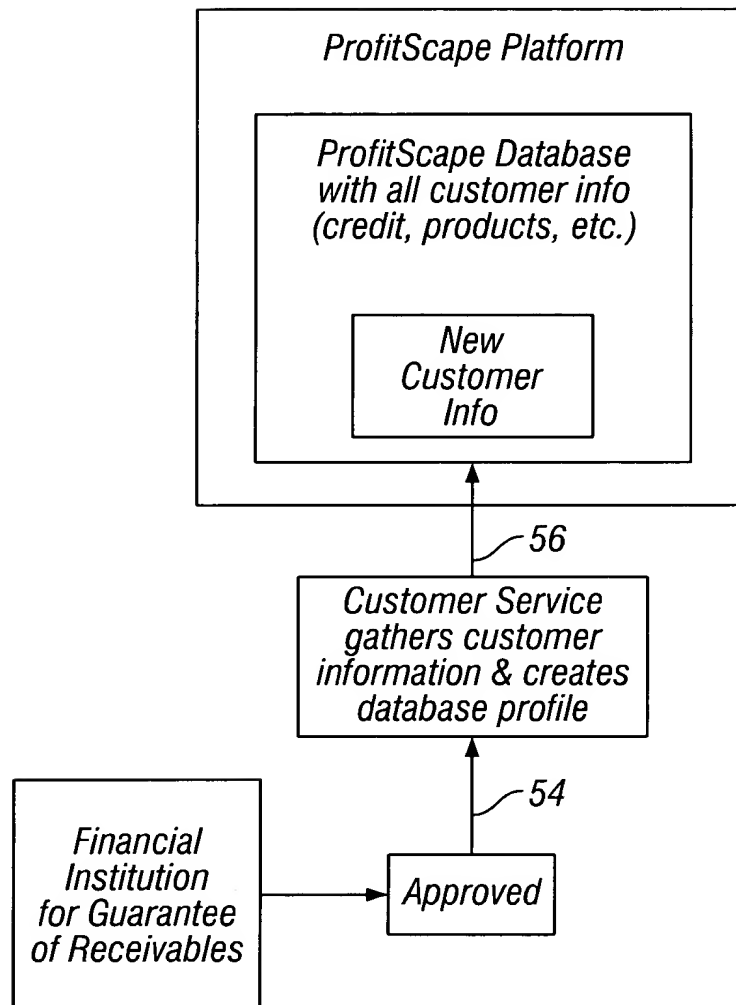 ProfitScape Platform
ProfitScape Database
with all customer info
(credit, products, etc.)
New
Customer
Info
56
Customer Service
gathers customer
information & creates
database profile
54
Financial
Institution
for Guarantee
of Receivables
Approved